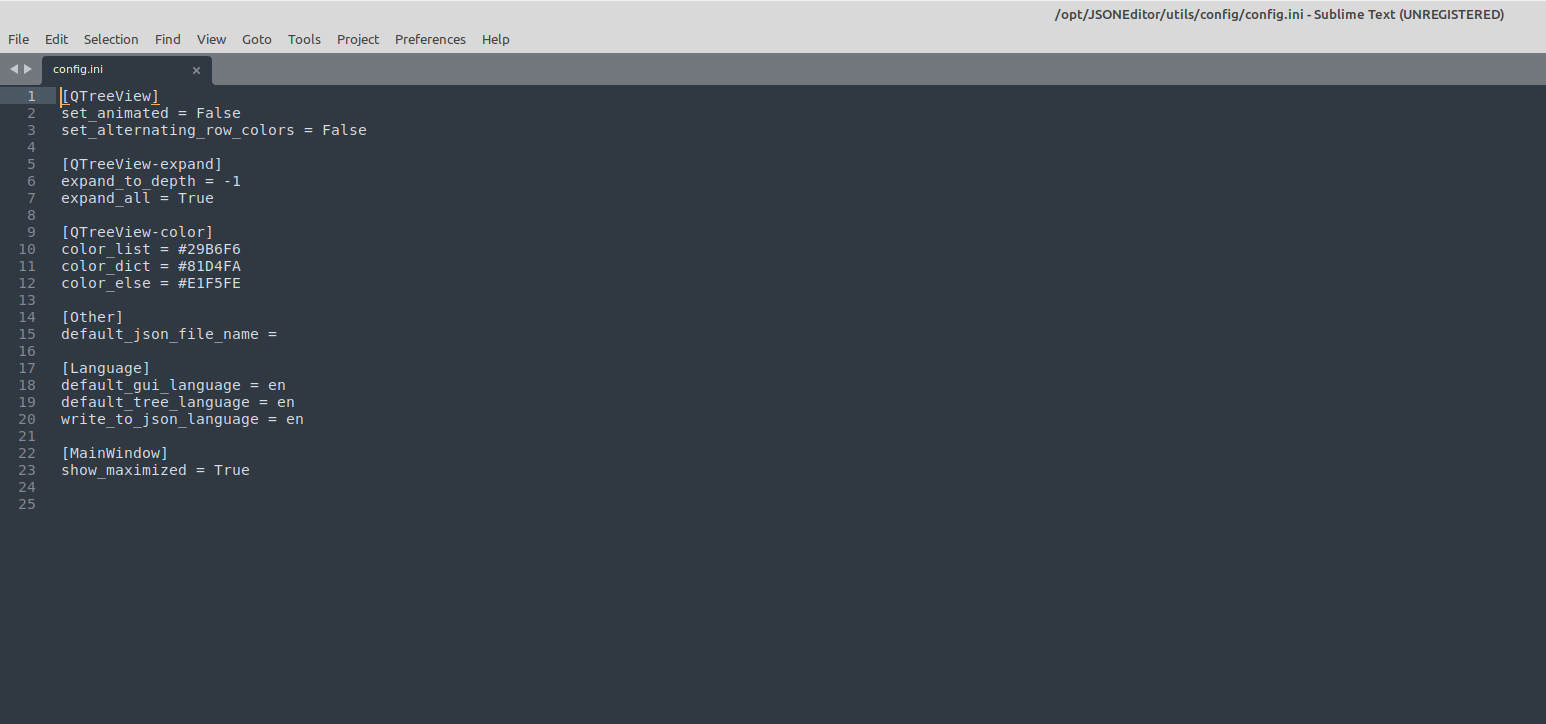 /opt/JSONEditor/utils/config/config.ini - Sublime Text (UNREGISTERED)
File Edit Selection Find View Goto Tools Project Preferences Help
config.ini ×
1 [QTreeView]
2 set_animated = False
3 set_alternating_row_colors = False
4
5 [QTreeView-expand]
6 expand_to_depth = -1
7 expand_all = True
8
9 [QTreeView-color]
10 color_list = #29B6F6
11 color_dict = #81D4FA
12 color_else = #E1F5FE
13
14 [Other]
15 default_json_file_name =
16
17 [Language]
18 default_gui_language = en
19 default_tree_language = en
20 write_to_json_language = en
21
22 [MainWindow]
23 show_maximized = True
24
25